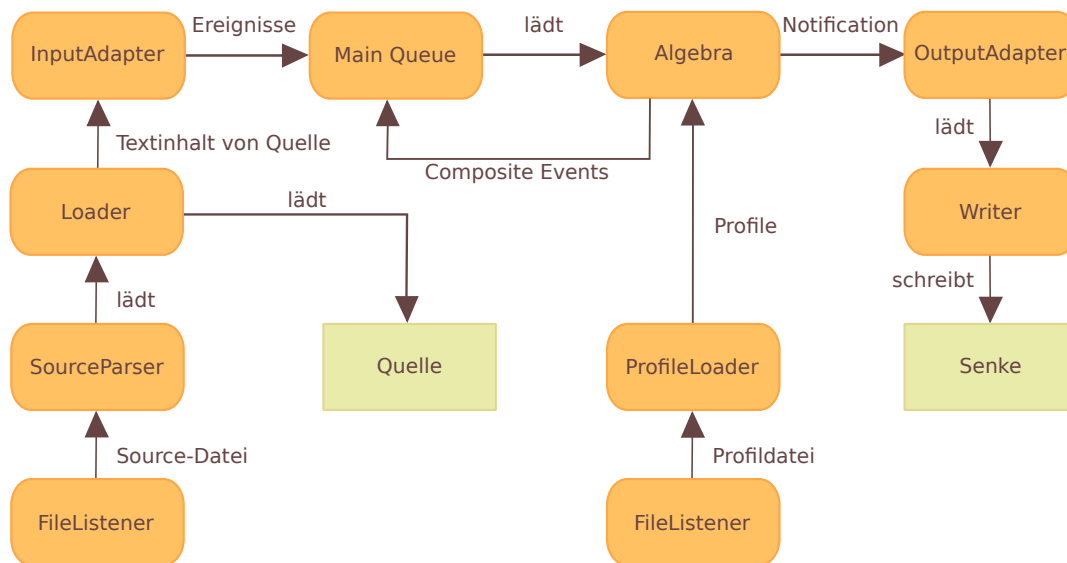 Ereignisse
lädt
Notification
InputAdapter
Main Queue
Algebra
OutputAdapter
Textinhalt von Quelle
lädt
Composite Events
Loader
lädt
Profile
Writer
schreibt
lädt
SourceParser
Quelle
ProfileLoader
Senke
Source-Datei
Profildatei
FileListener
FileListener